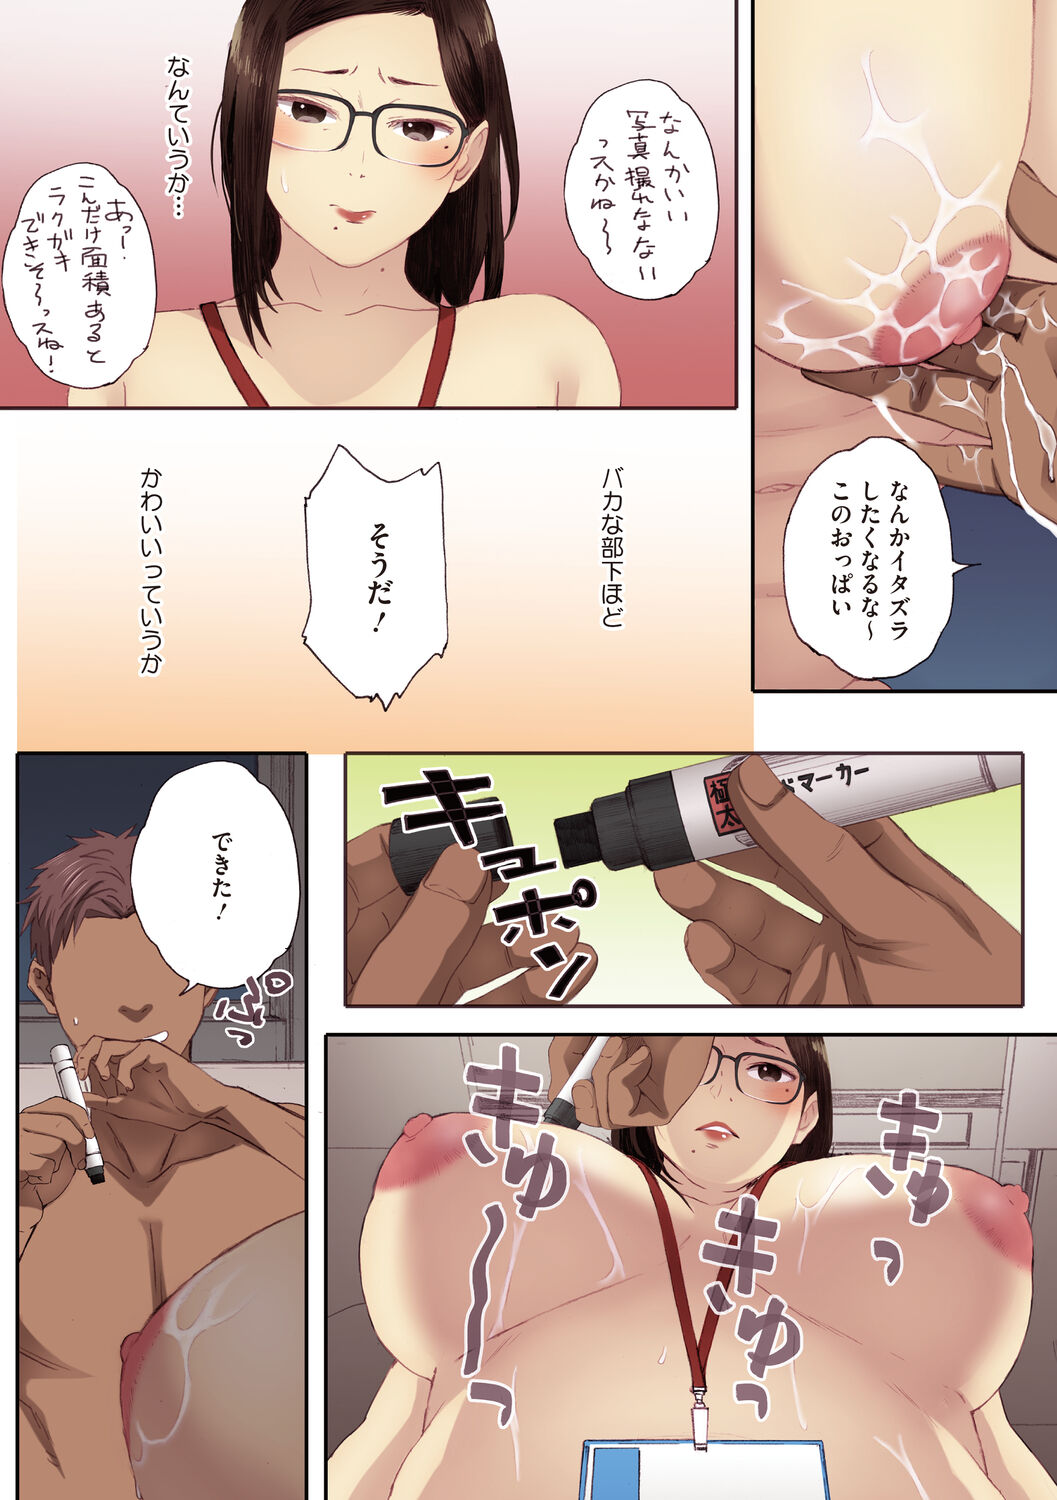 なんかイタズラ
したくなるな～
このおっぱい
なんかいい
写真撮れなない
っスかね～～
なんていうか…
あっ～
こんだけ面積あると
ラクガキ
できそ～っスね！
バカな部下ほど
そうだ！
かわいいっていうか
キュポン
極太
マーカー
きゅ～～っ
きゅっ
きゅっ
できた！
ぷっ